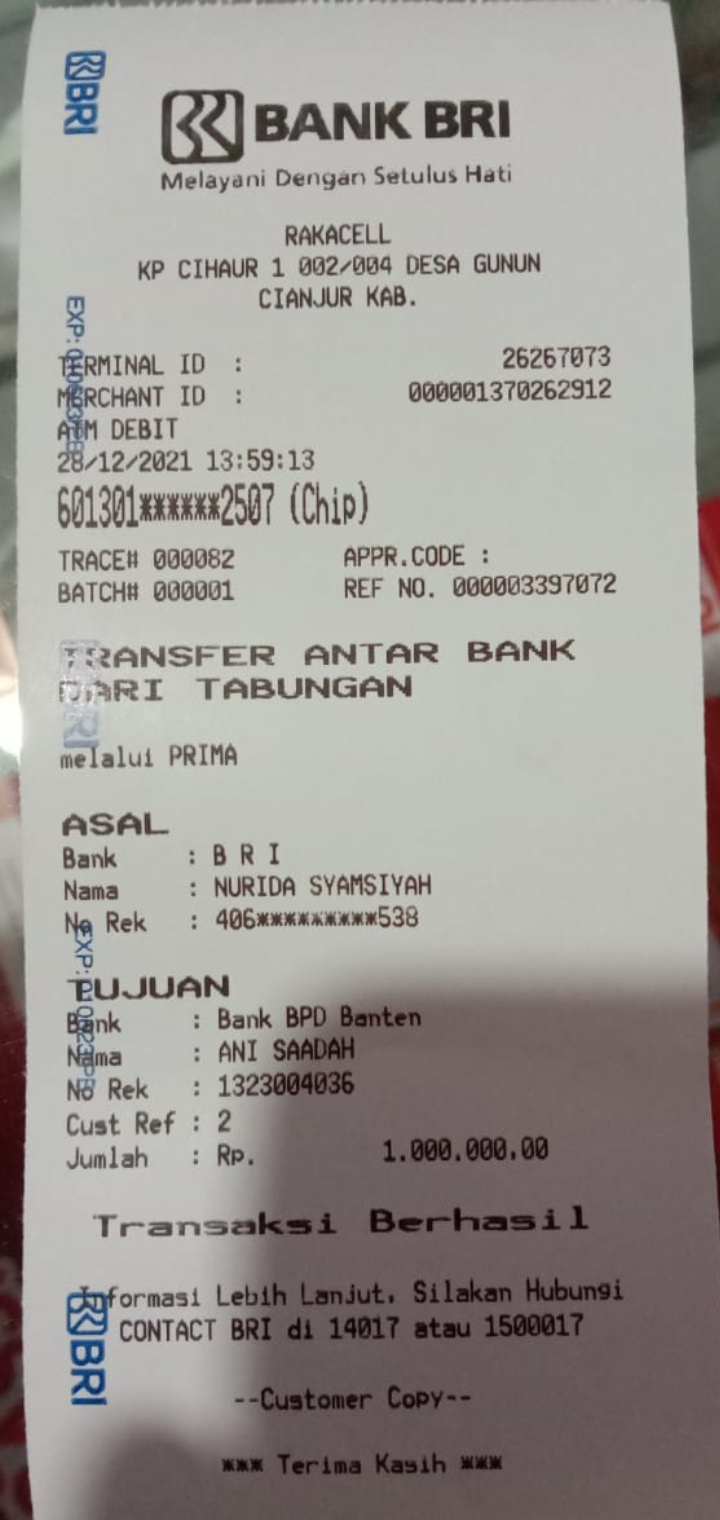 BRI
BANK BRI
Melayani Dengan Setulus Hati
RAKACELL
KP CIHAUR 1 002/004 DESA GUNUN
CIANJUR KAB.
TERMINAL ID : 26267073
MERCHANT ID : 000001370262912
ATM DEBIT
28/12/2021 13:59:13
601301******2507 (Chip)
TRACE# 000082 APPR.CODE :
BATCH# 000001 REF NO. 000003397072
TRANSFER ANTAR BANK
DARI TABUNGAN
melalui PRIMA
ASAL
Bank : B R I
Nama : NURIDA SYAMSIYAH
No Rek : 406*********538
TUJUAN
Bank : Bank BPD Banten
Nama : ANI SAADAH
No Rek : 1323004036
Cust Ref : 2
Jumlah : Rp. 1.000.000,00
Transaksi Berhasil
Informasi Lebih Lanjut. Silakan Hubungi
CONTACT BRI di 14017 atau 1500017
--Customer Copy--
*** Terima Kasih ***
EXP:
BRI
EXP:
BRI